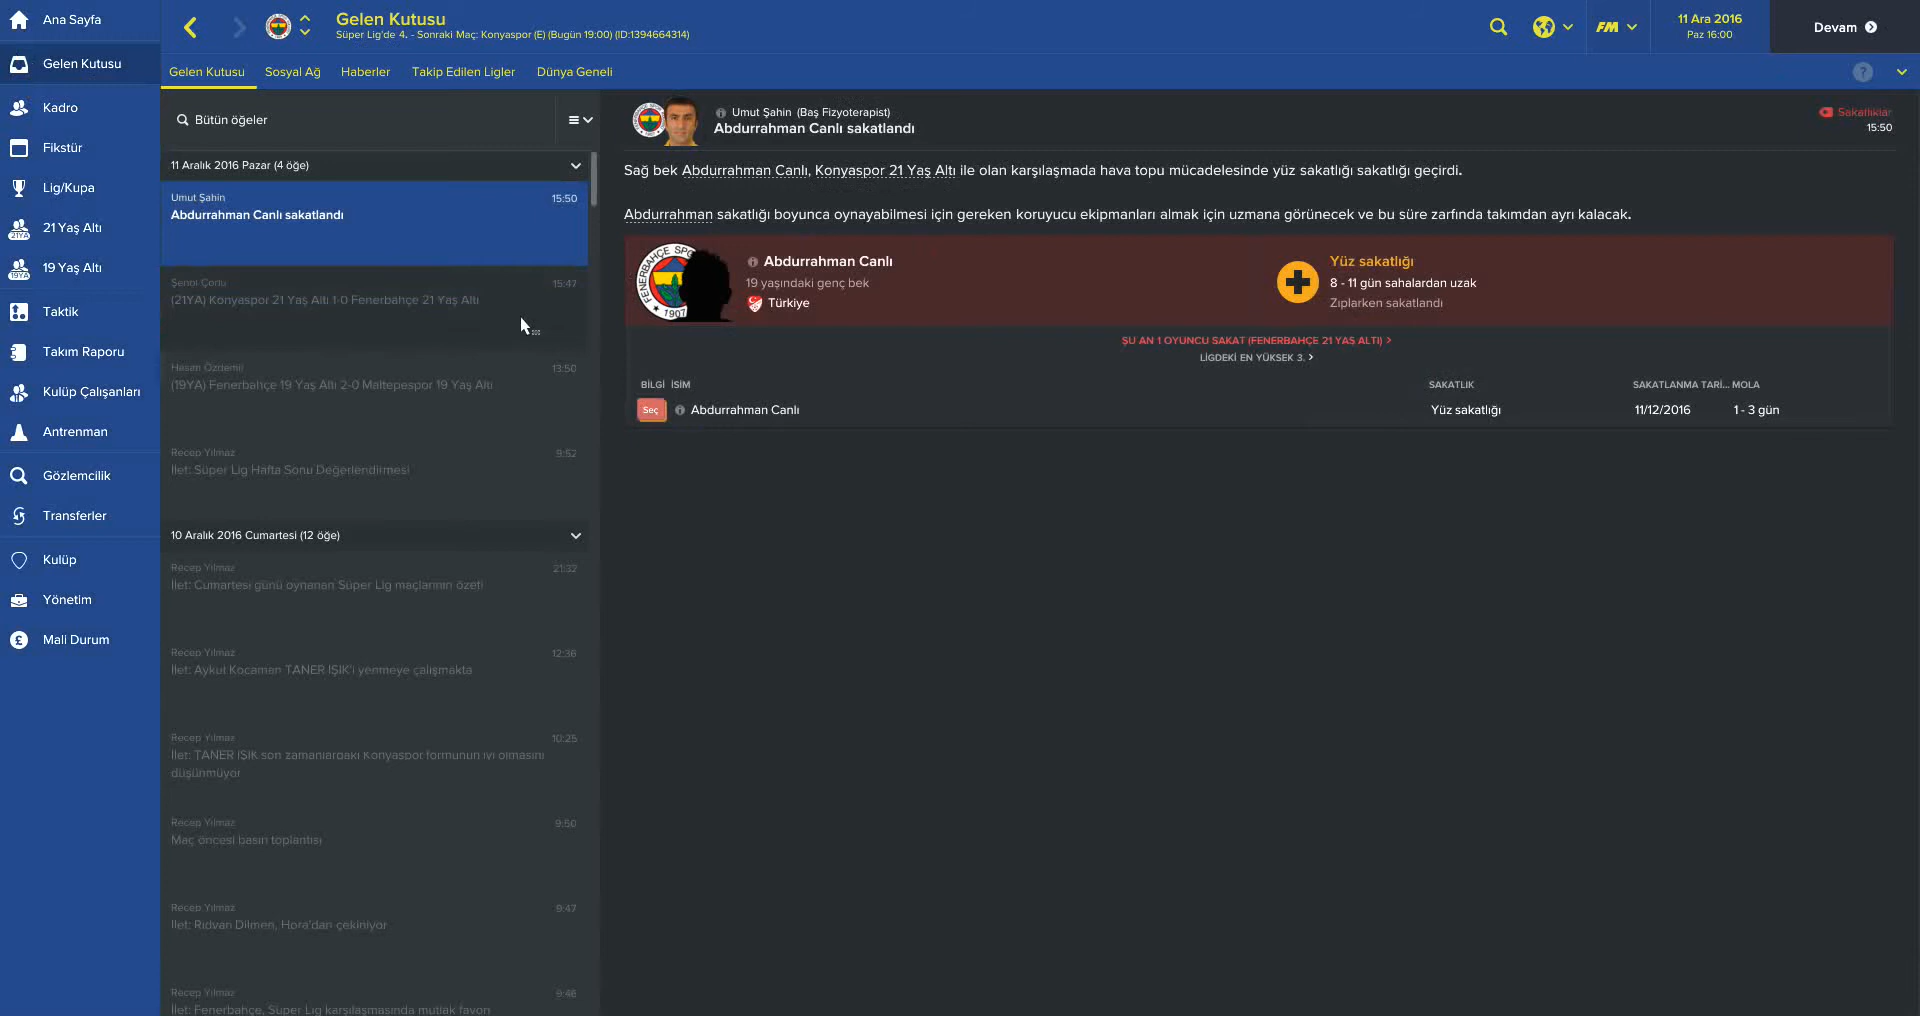 Ana Sayfa
Gelen Kutusu
Kadro
Fikstür
Lig/Kupa
21 Yaş Altı
19 Yaş Altı
Taktik
Takım Raporu
Kulüp Çalışanları
Antrenman
Gözlemcilik
Transferler
Kulüp
Yönetim
Mali Durum
Gelen Kutusu
Süper Lig'de 4. - Sonraki Maç: Konyaspor (E) (Bugün 19:00) (ID:1394664314)
FM
11 Ara 2016
Paz 16:00
Devam
Gelen Kutusu Sosyal Ağ Haberler Takip Edilen Ligler Dünya Geneli
Bütün öğeler
11 Aralık 2016 Pazar (4 öğe)
Umut Şahin 15:50
Abdurrahman Canlı sakatlandı
Şenol Çorlu 15:47
(21YA) Konyaspor 21 Yaş Altı 1-0 Fenerbahçe 21 Yaş Altı
Hasan Özdemir 13:50
(19YA) Fenerbahçe 19 Yaş Altı 2-0 Maltepespor 19 Yaş Altı
Recep Yılmaz 9:52
İlet: Süper Lig Hafta Sonu Değerlendirmesi
10 Aralık 2016 Cumartesi (12 öğe)
Recep Yılmaz 21:32
İlet: Cumartesi günü oynanan Süper Lig maçlarının özeti
Recep Yılmaz 12:36
İlet: Aykut Kocaman TANER IŞIK'ı yenmeye çalışmakta
Recep Yılmaz 10:25
İlet: TANER IŞIK son zamanlardaki Konyaspor formunun iyi olmasını
düşünmüyor
Recep Yılmaz 9:50
Maç öncesi basın toplantısı
Recep Yılmaz 9:47
İlet: Rıdvan Dilmen, Hora'dan çekiniyor
Recep Yılmaz 9:46
İlet: Fenerbahçe, Süper Lig karşılaşmasında mutlak favori
Umut Şahin (Baş Fizyoterapist)
Abdurrahman Canlı sakatlandı
Sakatlıklar
15:50
Sağ bek Abdurrahman Canlı, Konyaspor 21 Yaş Altı ile olan karşılaşmada hava topu mücadelesinde yüz sakatlığı sakatlığı geçirdi.
Abdurrahman sakatlığı boyunca oynayabilmesi için gereken koruyucu ekipmanları almak için uzmana görünecek ve bu süre zarfında takımdan ayrı kalacak.
Abdurrahman Canlı
19 yaşındaki genç bek
Türkiye
Yüz sakatlığı
8 - 11 gün sahalardan uzak
Zıplarken sakatlandı
ŞU AN 1 OYUNCU SAKAT (FENERBAHÇE 21 YAŞ ALTI) >
LİGDEKİ EN YÜKSEK 3. >
BİLGİ İSİM SAKATLIK SAKATLANMA TARİ... MOLA
Seç Abdurrahman Canlı Yüz sakatlığı 11/12/2016 1 - 3 gün